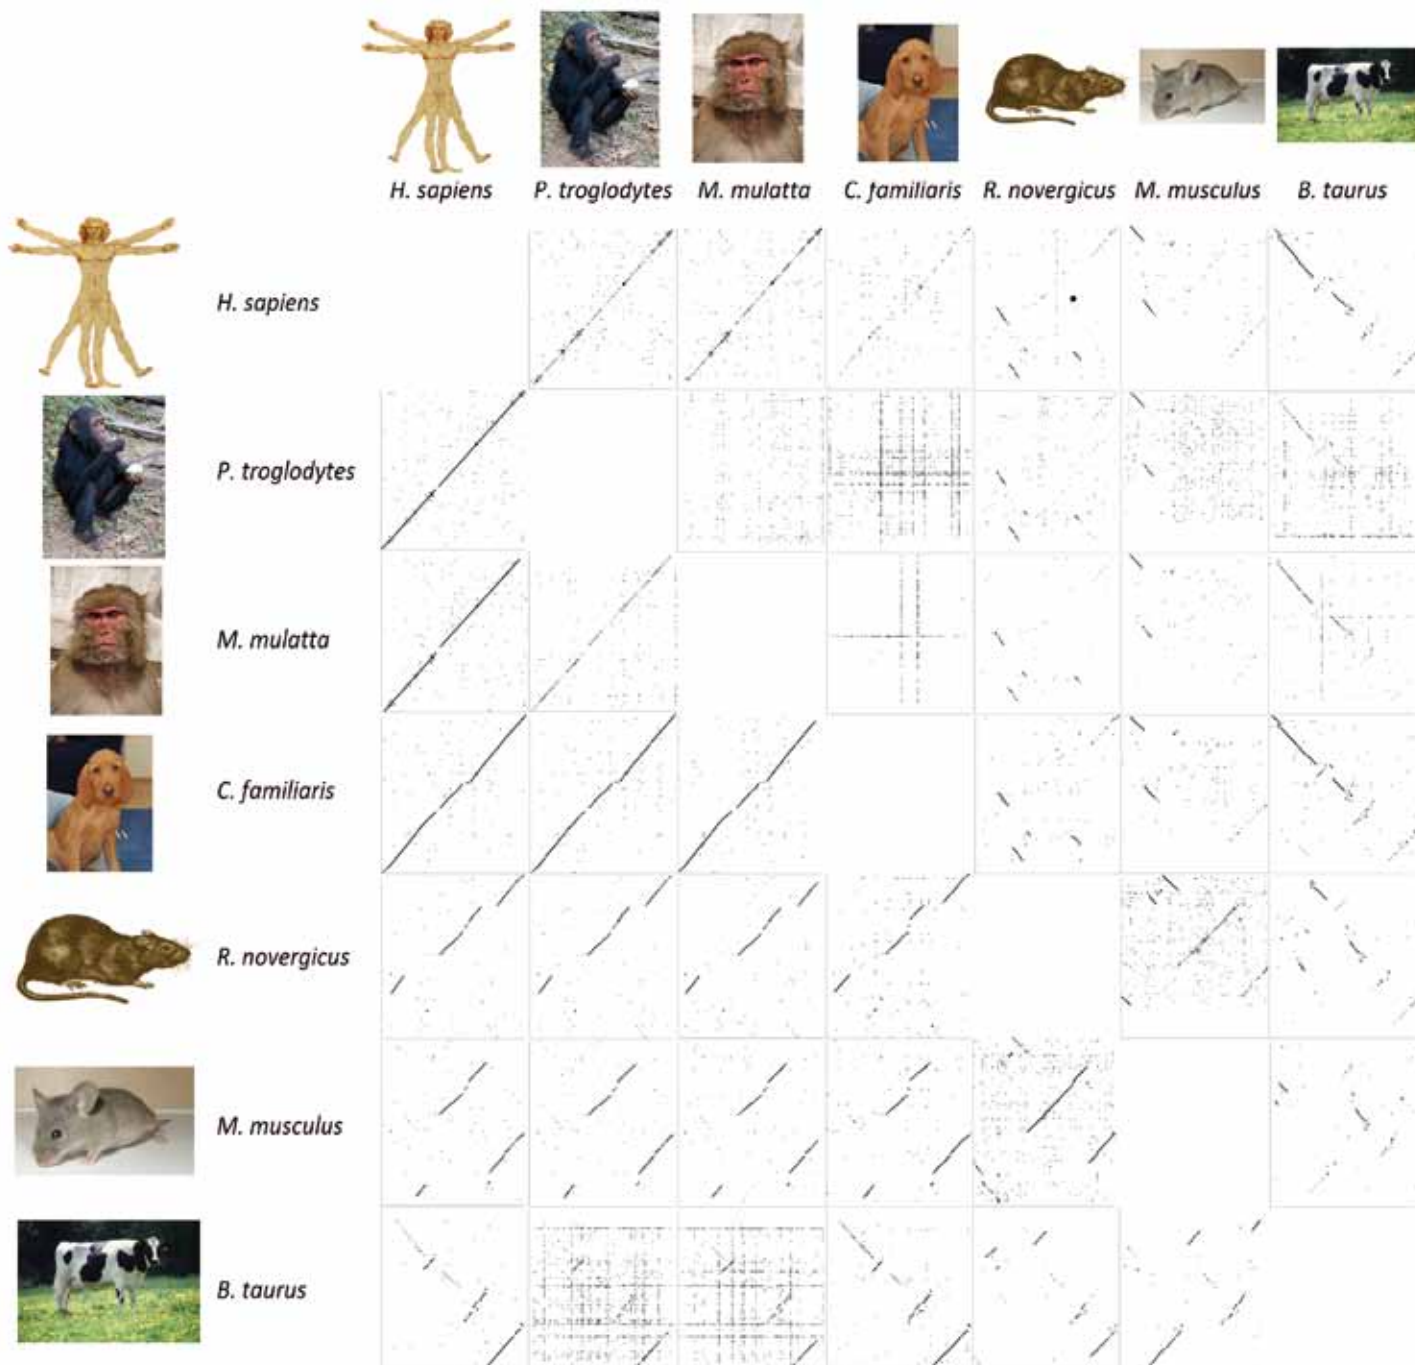 H. sapiens P. troglodytes M. mulatta C. familiaris R. novergicus M. musculus B. taurus
H. sapiens
P. troglodytes
M. mulatta
C. familiaris
R. novergicus
M. musculus
B. taurus